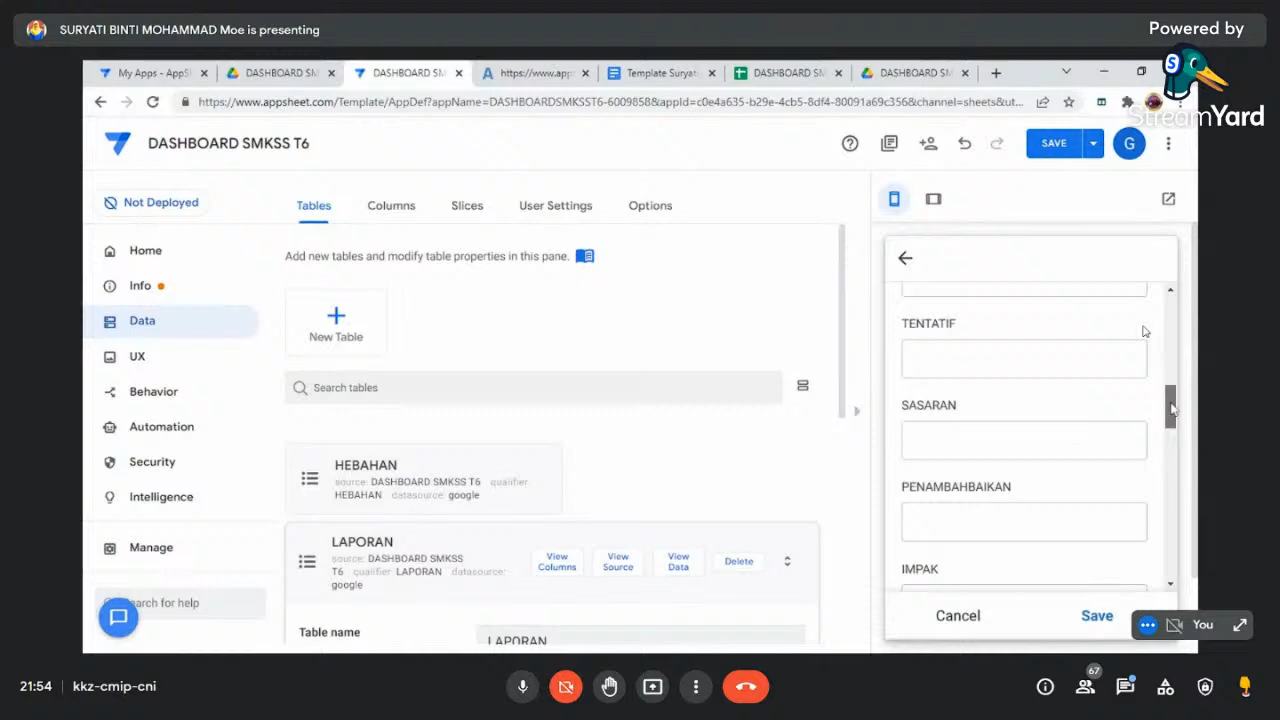 SURYATI BINTI MOHAMMAD Moe is presenting
Powered by
StreamYard
My Apps - AppS
DASHBOARD SM
DASHBOARD SM
https://www.app
Template Suryat
DASHBOARD SM
DASHBOARD SM
https://www.appsheet.com/Template/AppDef?appName=DASHBOARDSMKSST6-6009858&appId=c0e4a635-b29e-4cb5-8df4-80091a69c356&channel=sheets&ut...
DASHBOARD SMKSS T6
SAVE
G
Not Deployed
Tables
Columns
Slices
User Settings
Options
Home
Info
Data
UX
Behavior
Automation
Security
Intelligence
Manage
earch for help
Add new tables and modify table properties in this pane.
New Table
Search tables
HEBAHAN
source: DASHBOARD SMKSS T6 qualifier:
HEBAHAN datasource: google
LAPORAN
source: DASHBOARD SMKSS
T6 qualifier: LAPORAN datasource:
google
View
Columns
View
Source
View
Data
Delete
Table name
LAPORAN
TENTATIF
SASARAN
PENAMBAHBAIKAN
IMPAK
Cancel
Save
You
21:54
kkz-cmip-cni
67